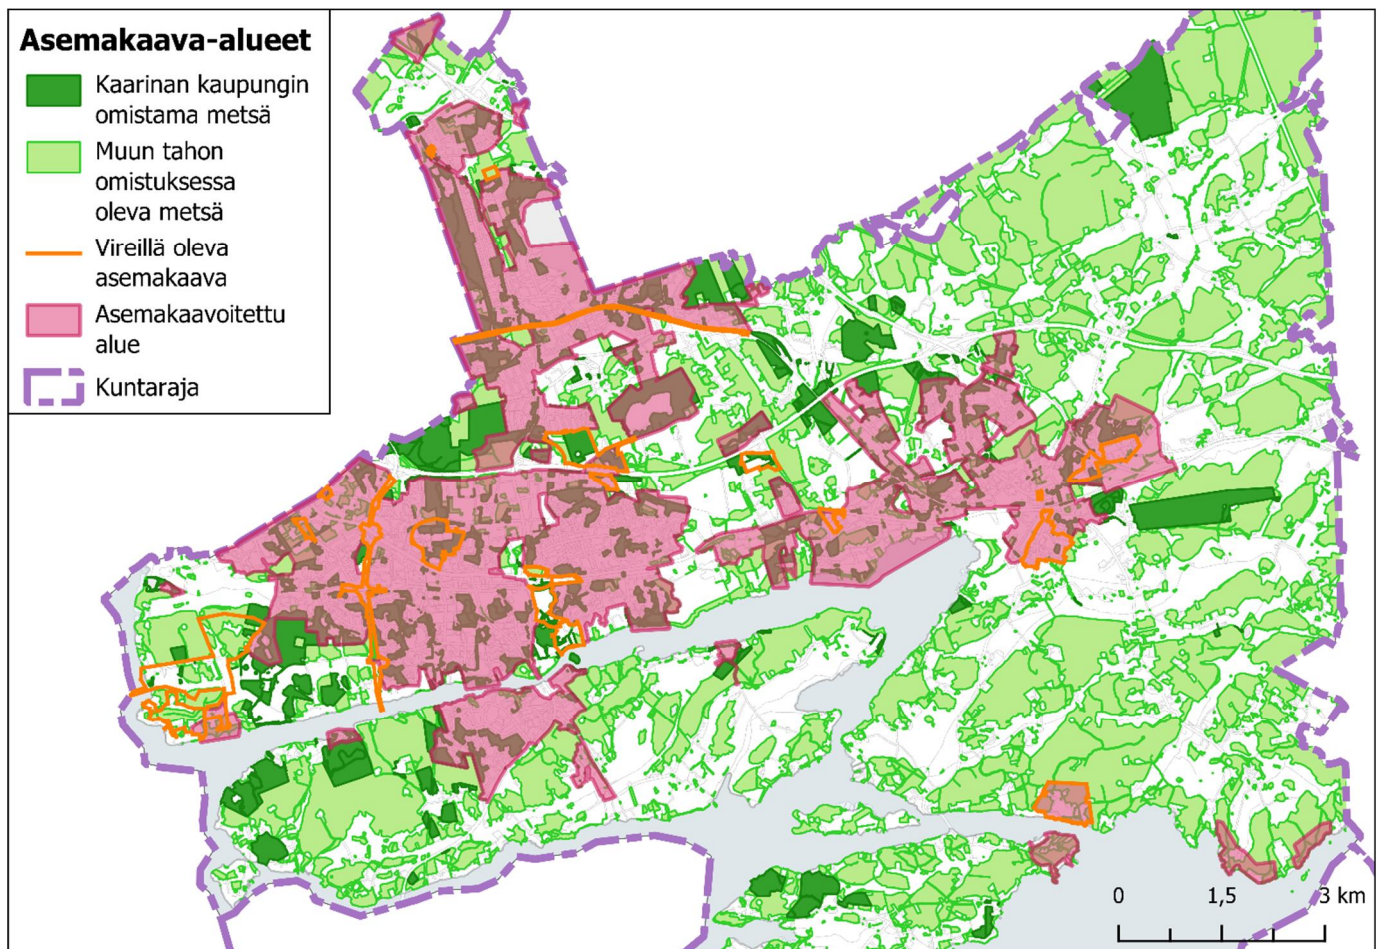 Asemakaava-alueet
Kaarinan kaupungin
omistama metsä
Muun tahon
omistuksessa
oleva metsä
Vireillä oleva
asemakaava
Asemakaavoitettu
alue
Kuntaraja
0 1,5 3 km